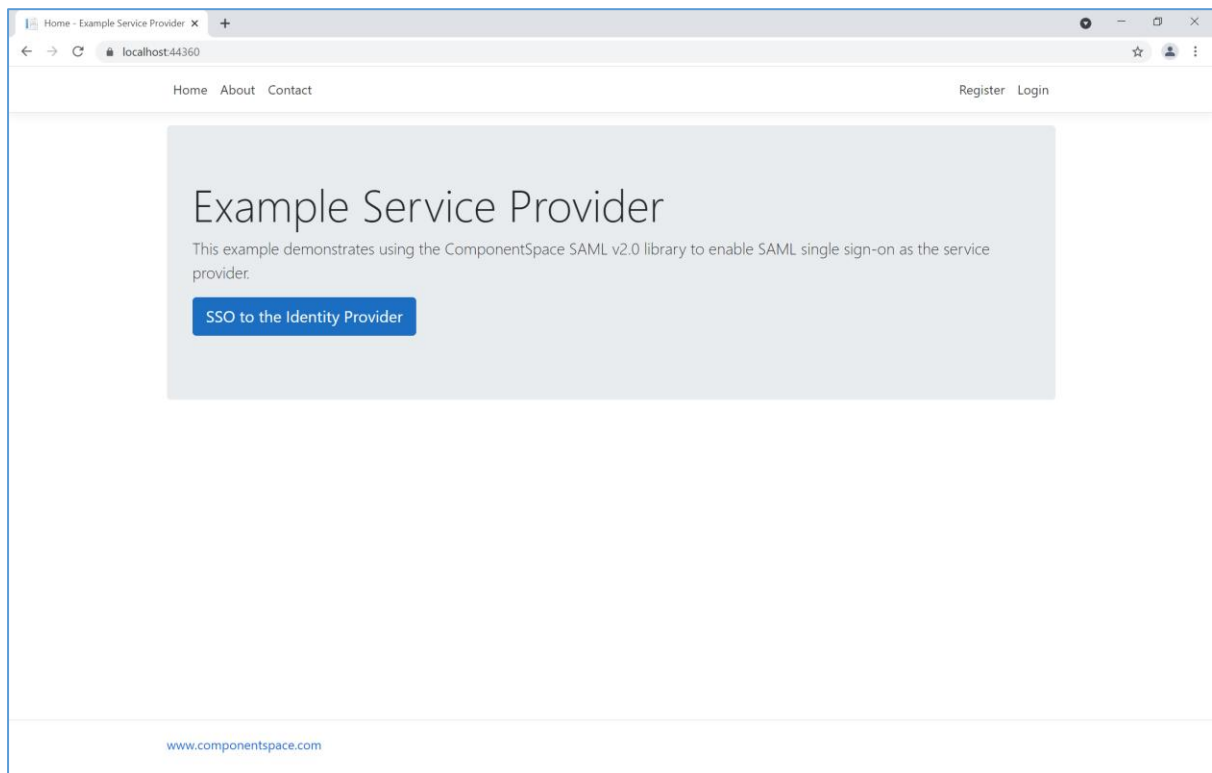 Home - Example Service Provider
localhost:44360
Home About Contact Register Login
Example Service Provider
This example demonstrates using the ComponentSpace SAML v2.0 library to enable SAML single sign-on as the service
provider.
SSO to the Identity Provider
www.componentspace.com